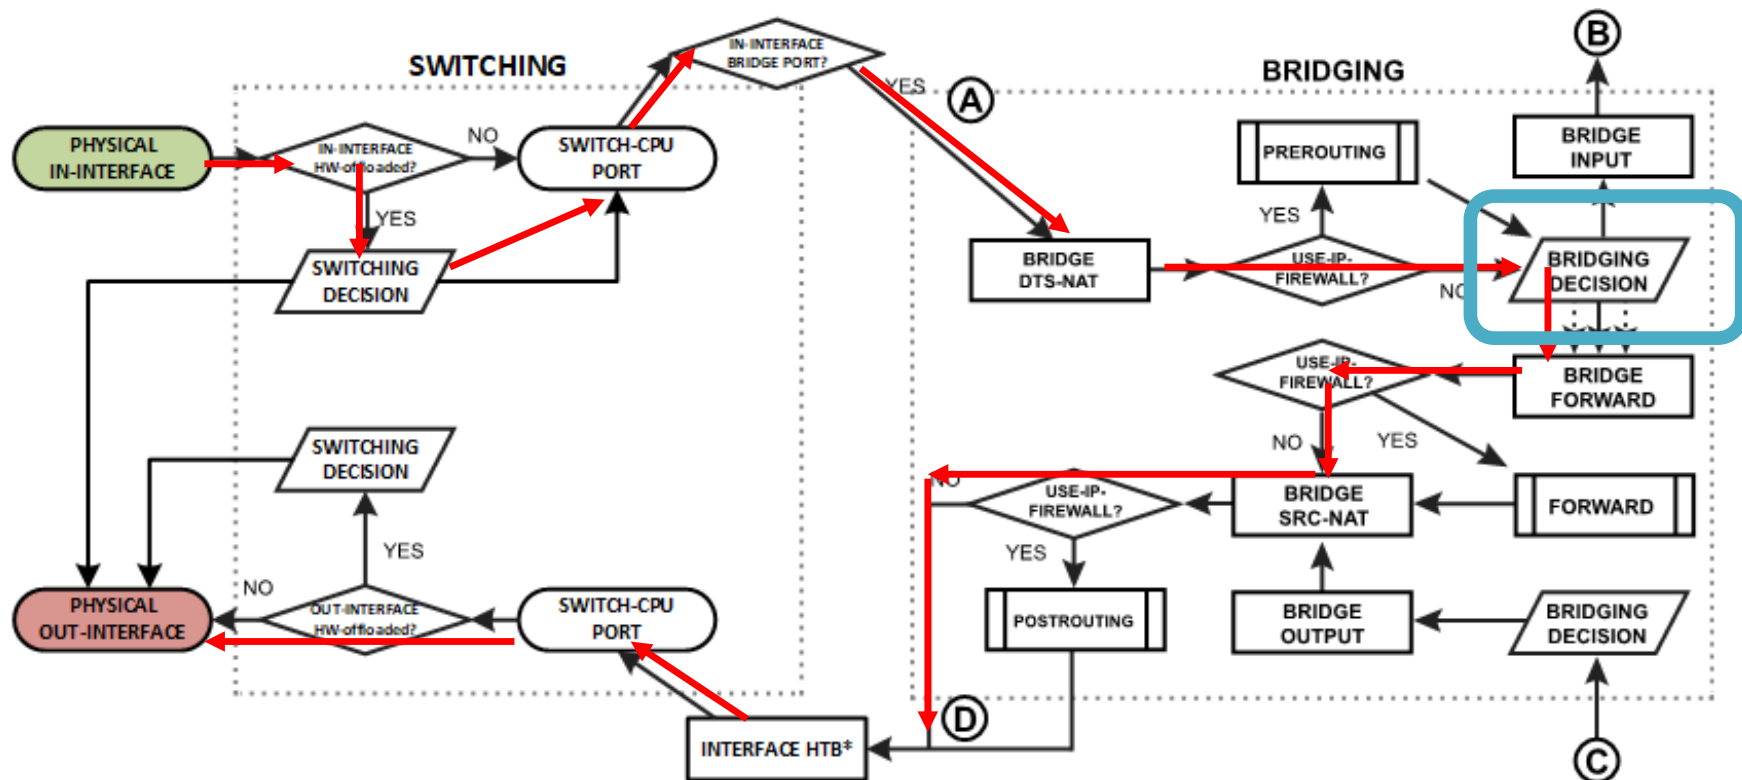 SWITCHING
BRIDGING
IN-INTERFACE
BRIDGE PORT?
YES
A
B
PHYSICAL
IN-INTERFACE
IN-INTERFACE
HW-offloaded?
NO
YES
SWITCH-CPU
PORT
SWITCHING
DECISION
PREROUTING
BRIDGE
INPUT
YES
BRIDGE
DTS-NAT
USE-IP-
FIREWALL?
NO
BRIDGING
DECISION
USE-IP-
FIREWALL?
BRIDGE
FORWARD
NO
YES
SWITCHING
DECISION
NO
USE-IP-
FIREWALL?
BRIDGE
SRC-NAT
FORWARD
YES
YES
NO
PHYSICAL
OUT-INTERFACE
OUT-INTERFACE
HW-offloaded?
SWITCH-CPU
PORT
POSTROUTING
BRIDGE
OUTPUT
BRIDGING
DECISION
D
INTERFACE HTB*
C